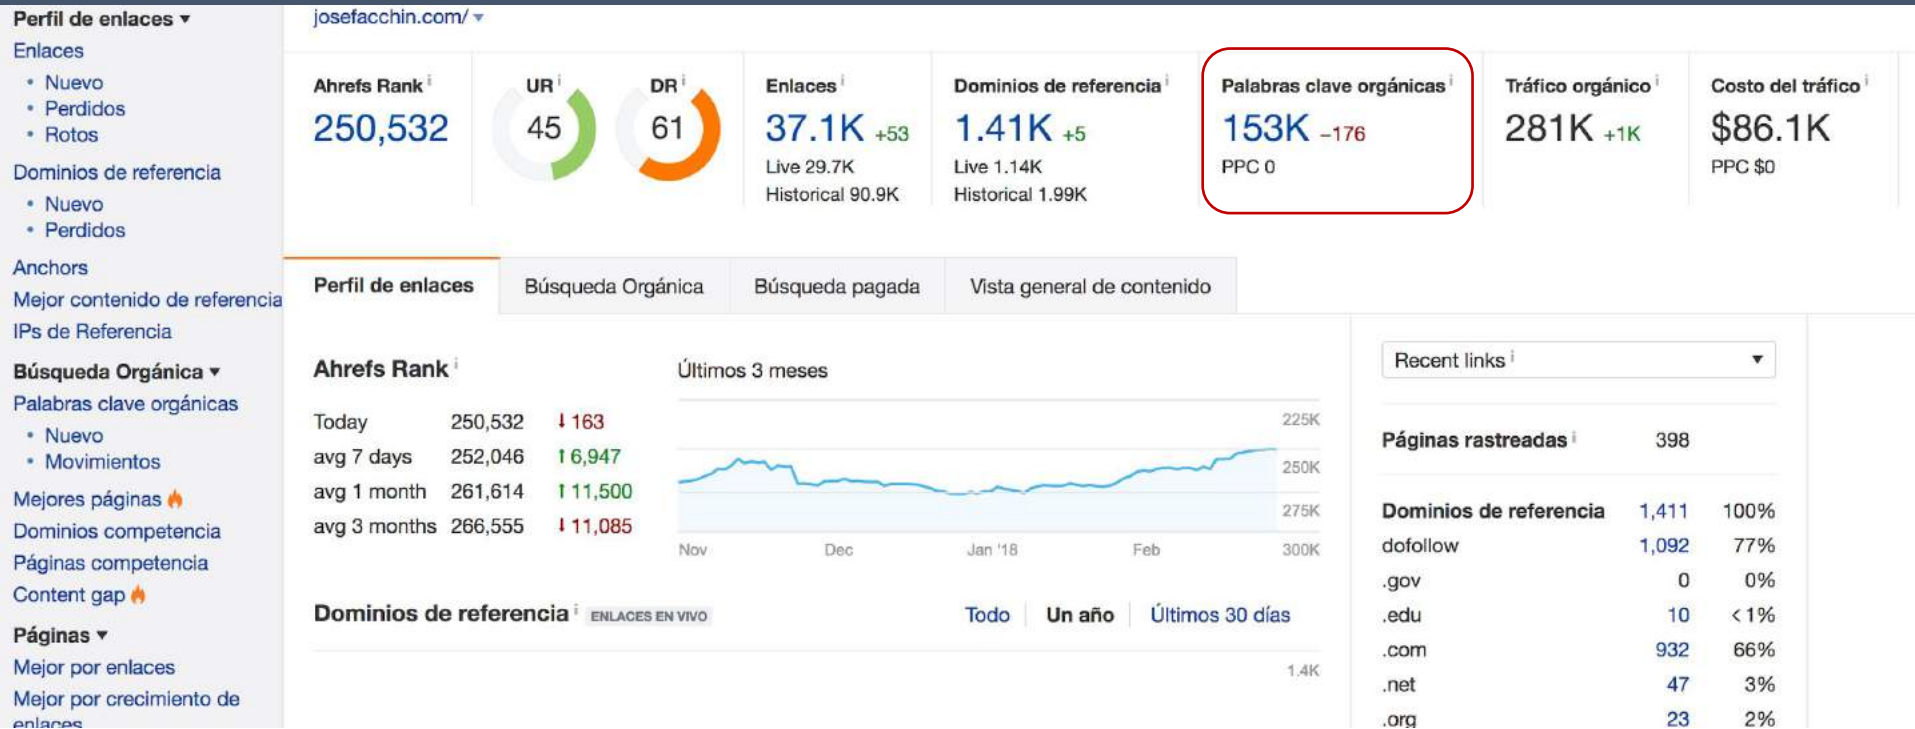 Perfil de enlaces ▾
Enlaces
• Nuevo
• Perdidos
• Rotos
Dominios de referencia
• Nuevo
• Perdidos
Anchors
Mejor contenido de referencia
IPs de Referencia
Búsqueda Orgánica ▾
Palabras clave orgánicas
• Nuevo
• Movimientos
Mejores páginas
Dominios competencia
Páginas competencia
Content gap
Páginas ▾
Mejor por enlaces
Mejor por crecimiento de
enlaces
josefacchin.com/ ▾
Ahrefs Rank i
250,532
UR i
45
DR i
61
Enlaces i
37.1K +53
Live 29.7K
Historical 90.9K
Dominios de referencia i
1.41K +5
Live 1.14K
Historical 1.99K
Palabras clave orgánicas i
153K −176
PPC 0
Tráfico orgánico i
281K +1K
Costo del tráfico i
$86.1K
PPC $0
Perfil de enlaces Búsqueda Orgánica Búsqueda pagada Vista general de contenido
Ahrefs Rank i
Today 250,532 ↓163
avg 7 days 252,046 ↑6,947
avg 1 month 261,614 ↑11,500
avg 3 months 266,555 ↓11,085
Últimos 3 meses
225K
250K
275K
300K
Nov Dec Jan '18 Feb
Dominios de referencia i ENLACES EN VIVO
Todo Un año Últimos 30 días
1.4K
Recent links i ▾
Páginas rastreadas i 398
Dominios de referencia 1,411 100%
dofollow 1,092 77%
.gov 0 0%
.edu 10 <1%
.com 932 66%
.net 47 3%
.org 23 2%